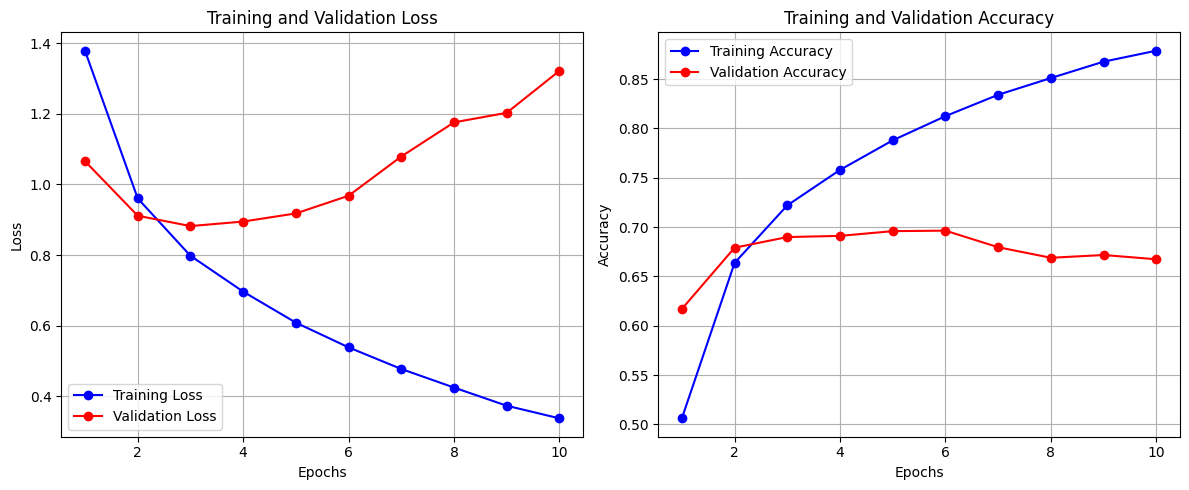 Training and Validation Loss
1.4
1.2
1.0
0.8
0.6
0.4
Loss
Training Loss
Validation Loss
2 4 6 8 10
Epochs
Training and Validation Accuracy
Training Accuracy
Validation Accuracy
0.85
0.80
0.75
0.70
0.65
0.60
0.55
0.50
Accuracy
2 4 6 8 10
Epochs